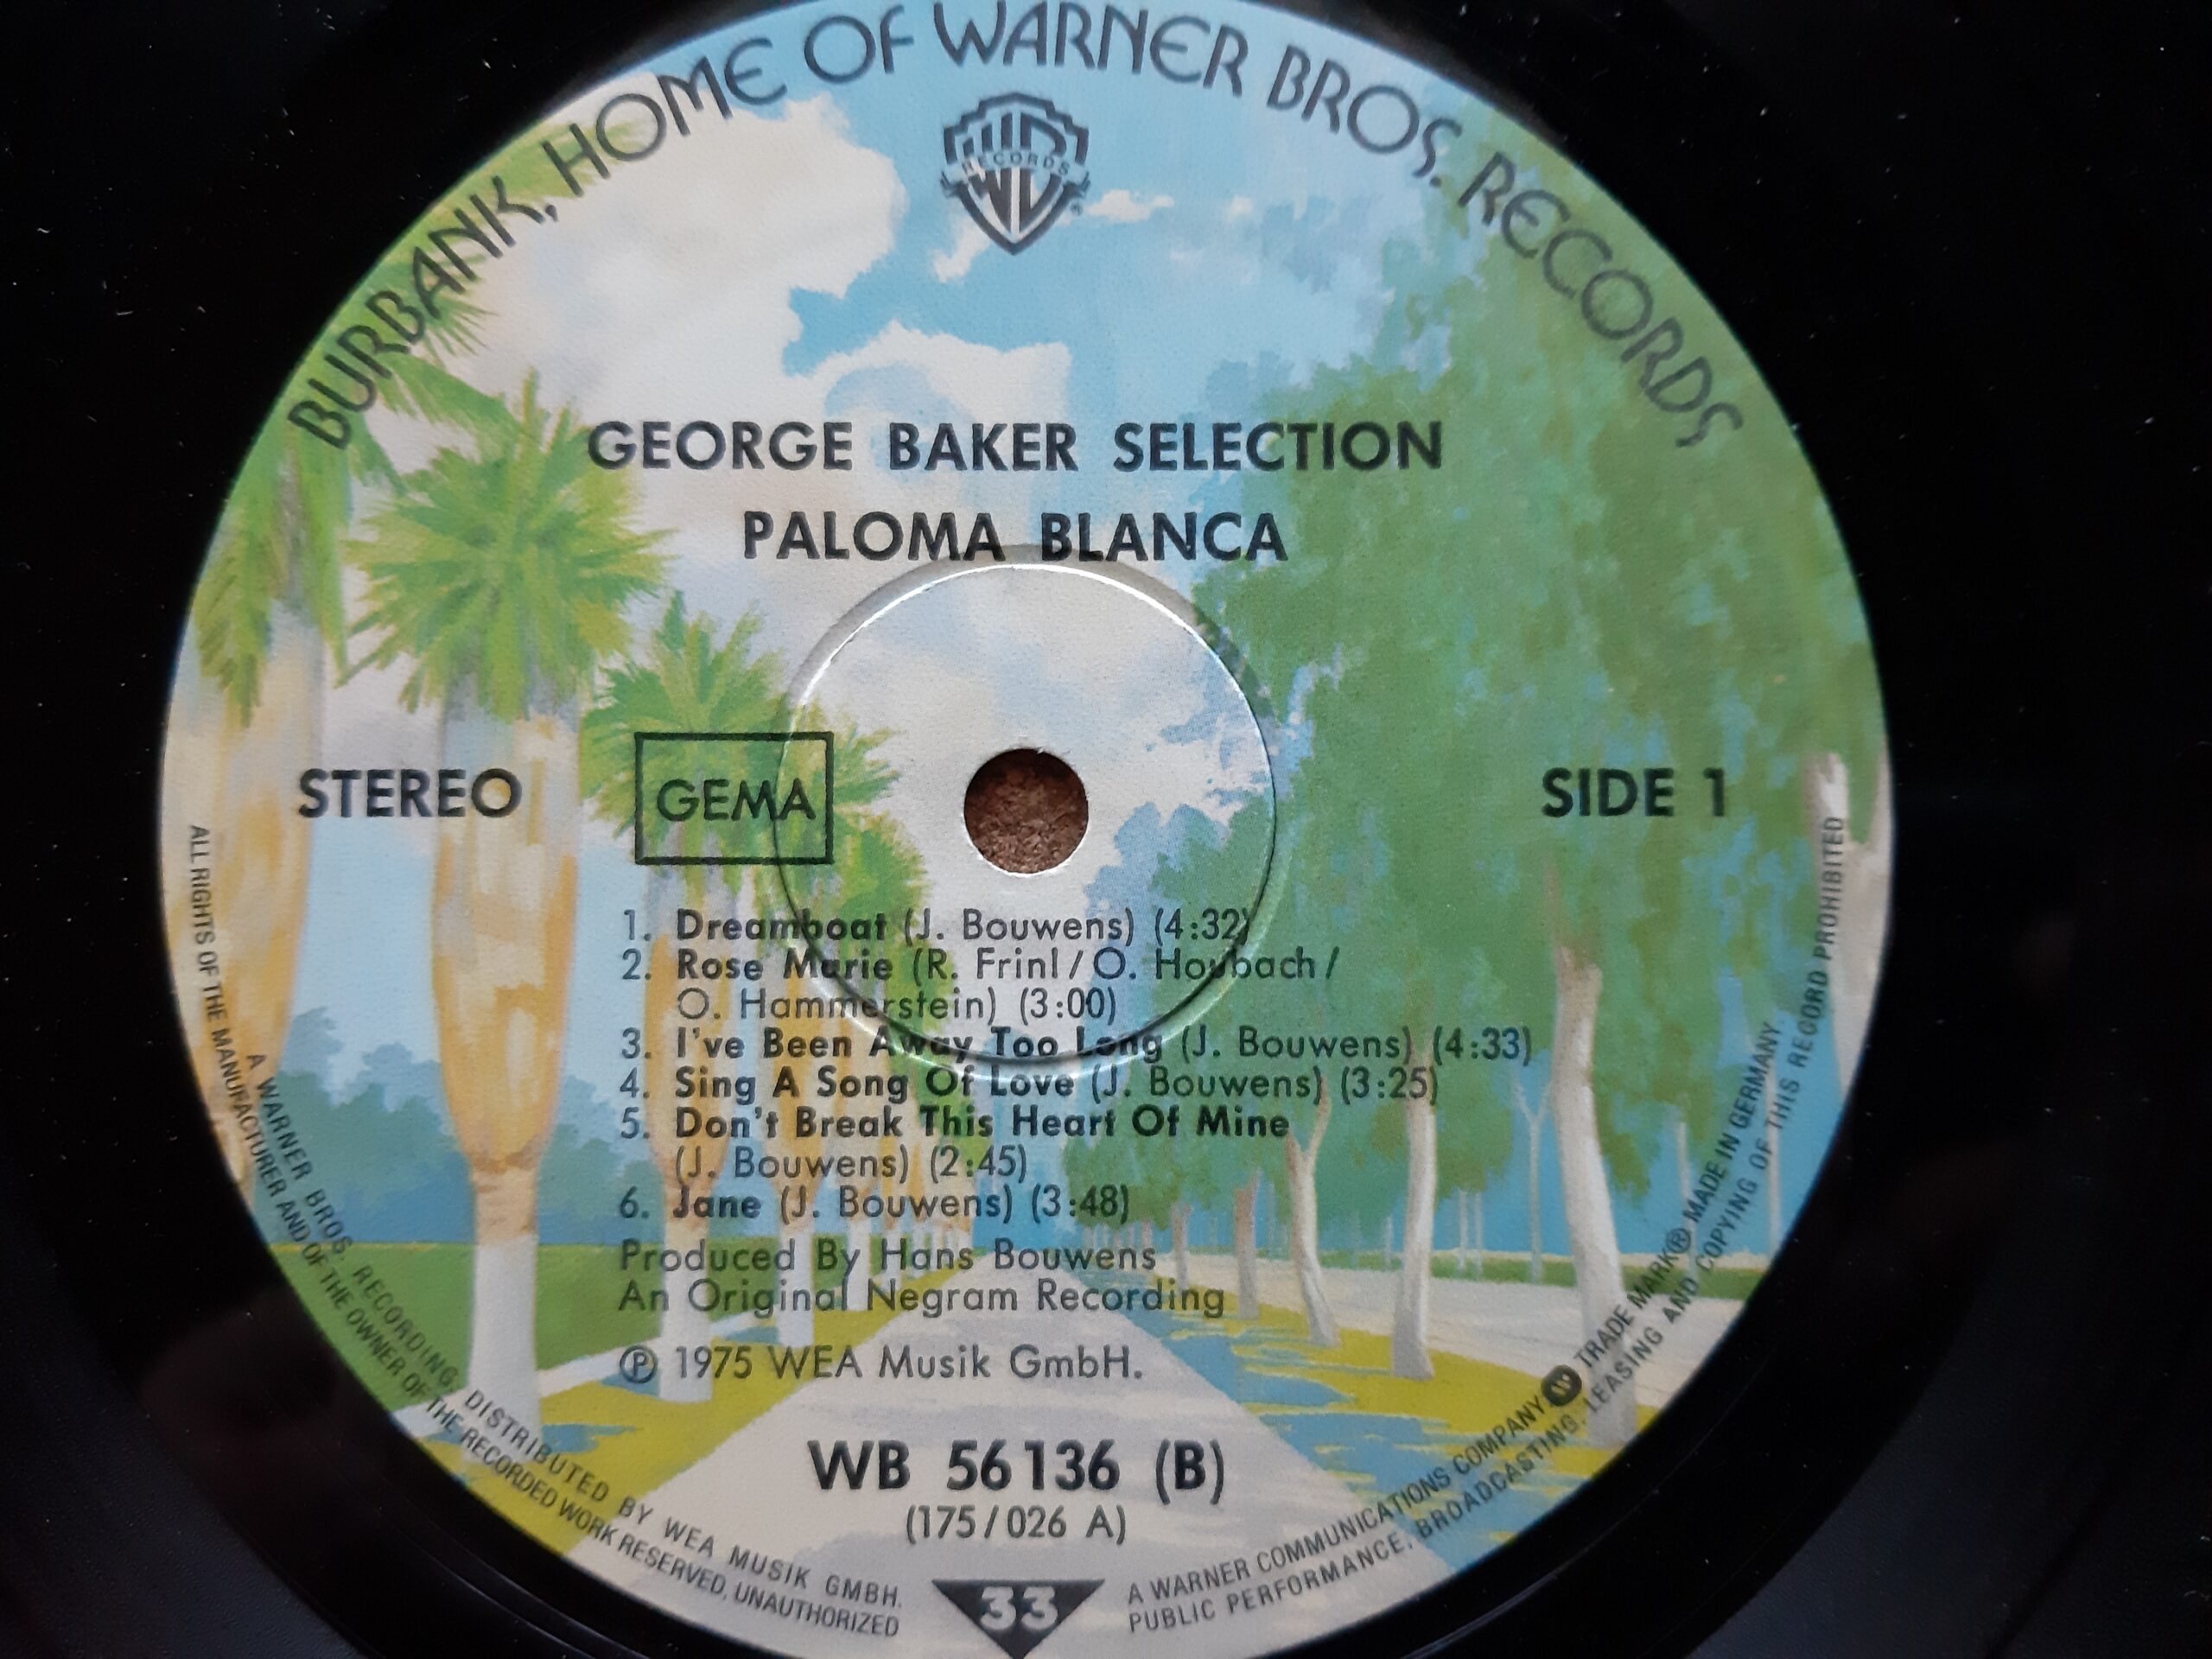 BURBANK, HOME OF WARNER BROS. RECORDS
RECORDS
GEORGE BAKER SELECTION
PALOMA BLANCA
STEREO
GEMA
SIDE 1
1. Dreamboat (J. Bouwens) (4:32)
2. Rose Marie (R. Frinl/O. Hoybach/
O. Hammerstein) (3:00)
3. I've Been Away Too Long (J. Bouwens) (4:33)
4. Sing A Song Of Love (J. Bouwens) (3:25)
5. Don't Break This Heart Of Mine
(J. Bouwens) (2:45)
6. Jane (J. Bouwens) (3:48)
Produced By Hans Bouwens
An Original Negram Recording
℗ 1975 WEA Musik GmbH.
WB 56136 (B)
(175/026 A)
33
A WARNER BROS. RECORDING. DISTRIBUTED BY WEA MUSIK GMBH. A WARNER COMMUNICATIONS COMPANY TRADE MARK® MADE IN GERMANY
ALL RIGHTS OF THE MANUFACTURER AND OF THE OWNER OF THE RECORDED WORK RESERVED. UNAUTHORIZED PUBLIC PERFORMANCE, BROADCASTING, LEASING AND COPYING OF THIS RECORD PROHIBITED